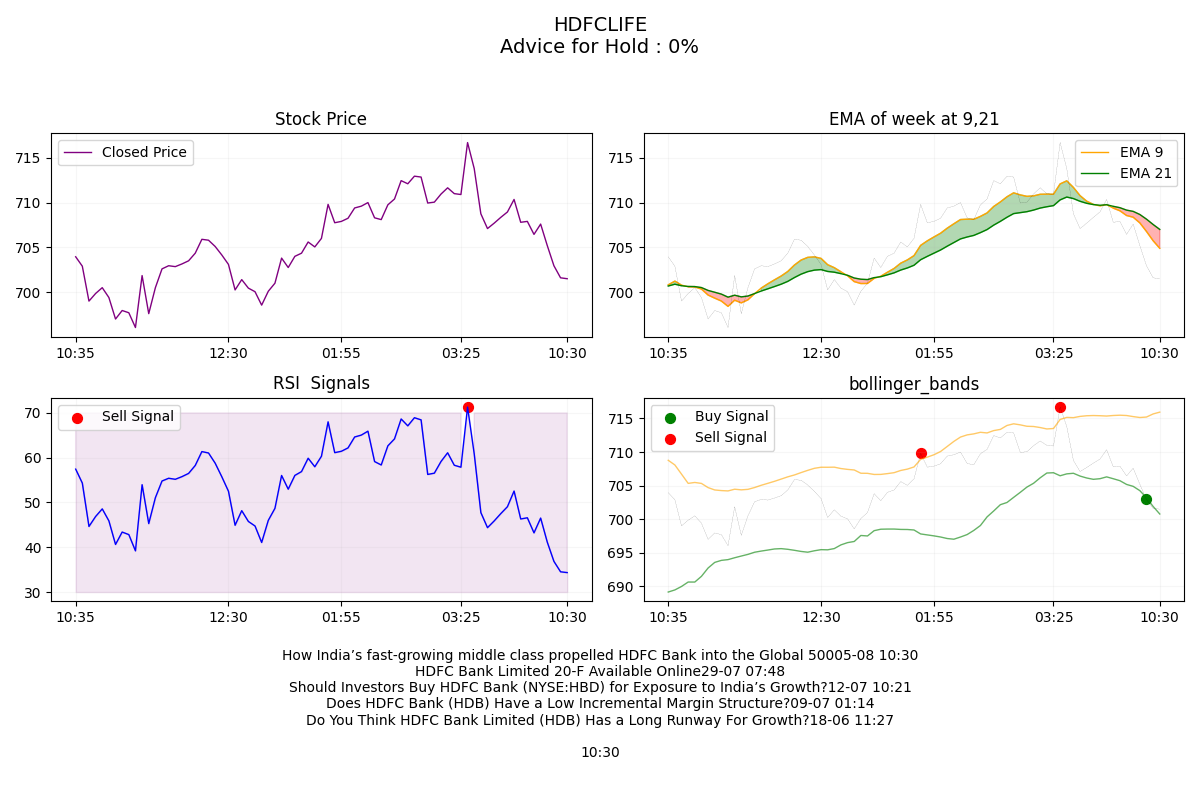 HDFCLIFE
Advice for Hold : 0%
Stock Price
Closed Price
715
710
705
700
10:35 12:30 01:55 03:25 10:30
EMA of week at 9,21
EMA 9
EMA 21
715
710
705
700
10:35 12:30 01:55 03:25 10:30
RSI  Signals
Sell Signal
70
60
50
40
30
10:35 12:30 01:55 03:25 10:30
bollinger_bands
Buy Signal
Sell Signal
715
710
705
700
695
690
10:35 12:30 01:55 03:25 10:30
How India’s fast-growing middle class propelled HDFC Bank into the Global 50005-08 10:30
HDFC Bank Limited 20-F Available Online29-07 07:48
Should Investors Buy HDFC Bank (NYSE:HBD) for Exposure to India’s Growth?12-07 10:21
Does HDFC Bank (HDB) Have a Low Incremental Margin Structure?09-07 01:14
Do You Think HDFC Bank Limited (HDB) Has a Long Runway For Growth?18-06 11:27
10:30